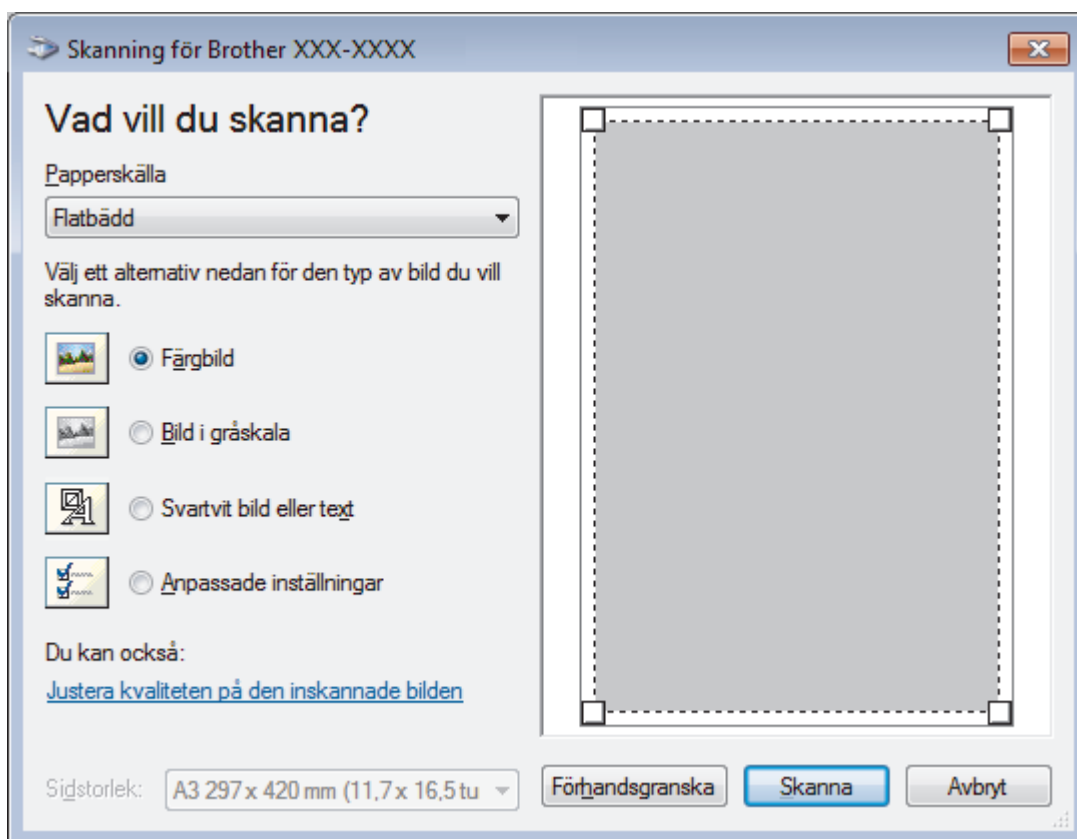 Skanning för Brother XXX-XXXX
Vad vill du skanna?
Papperskälla
Flatbädd
Välj ett alternativ nedan för den typ av bild du vill
skanna.
Färgbild
Bild i gråskala
Svartvit bild eller text
Anpassade inställningar
Du kan också:
Justera kvaliteten på den inskannade bilden
Sidstorlek: A3 297 x 420 mm (11,7 x 16,5 tu
Förhandsgranska Skanna Avbryt